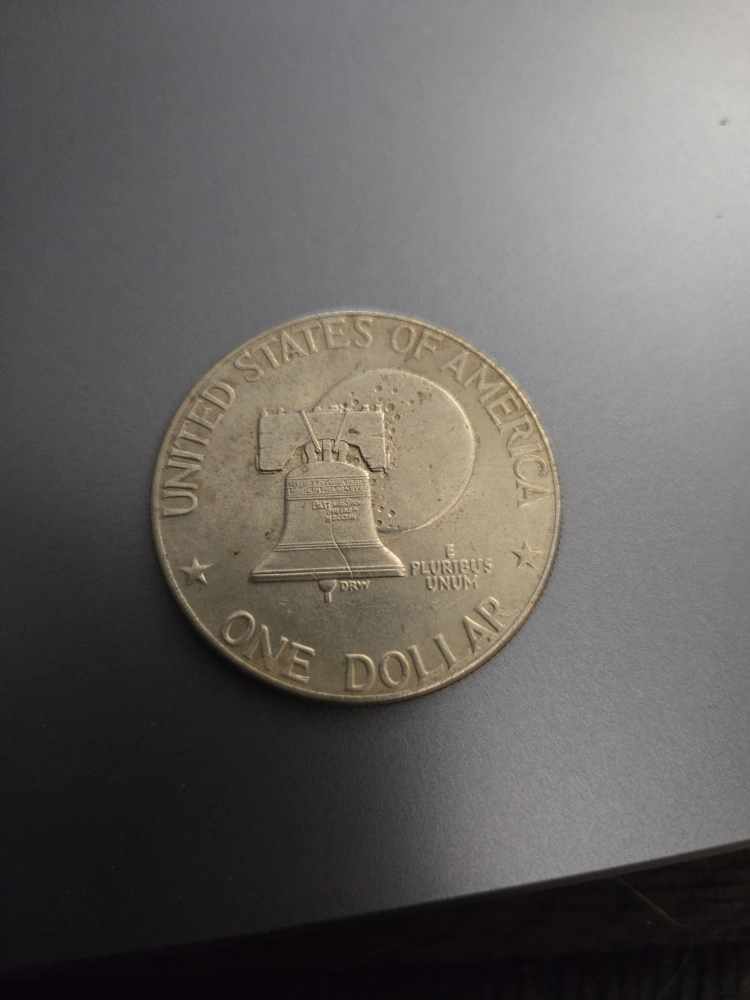 UNITED STATES OF AMERICA
E
PLURIBUS
UNUM
DRW
ONE DOLLAR